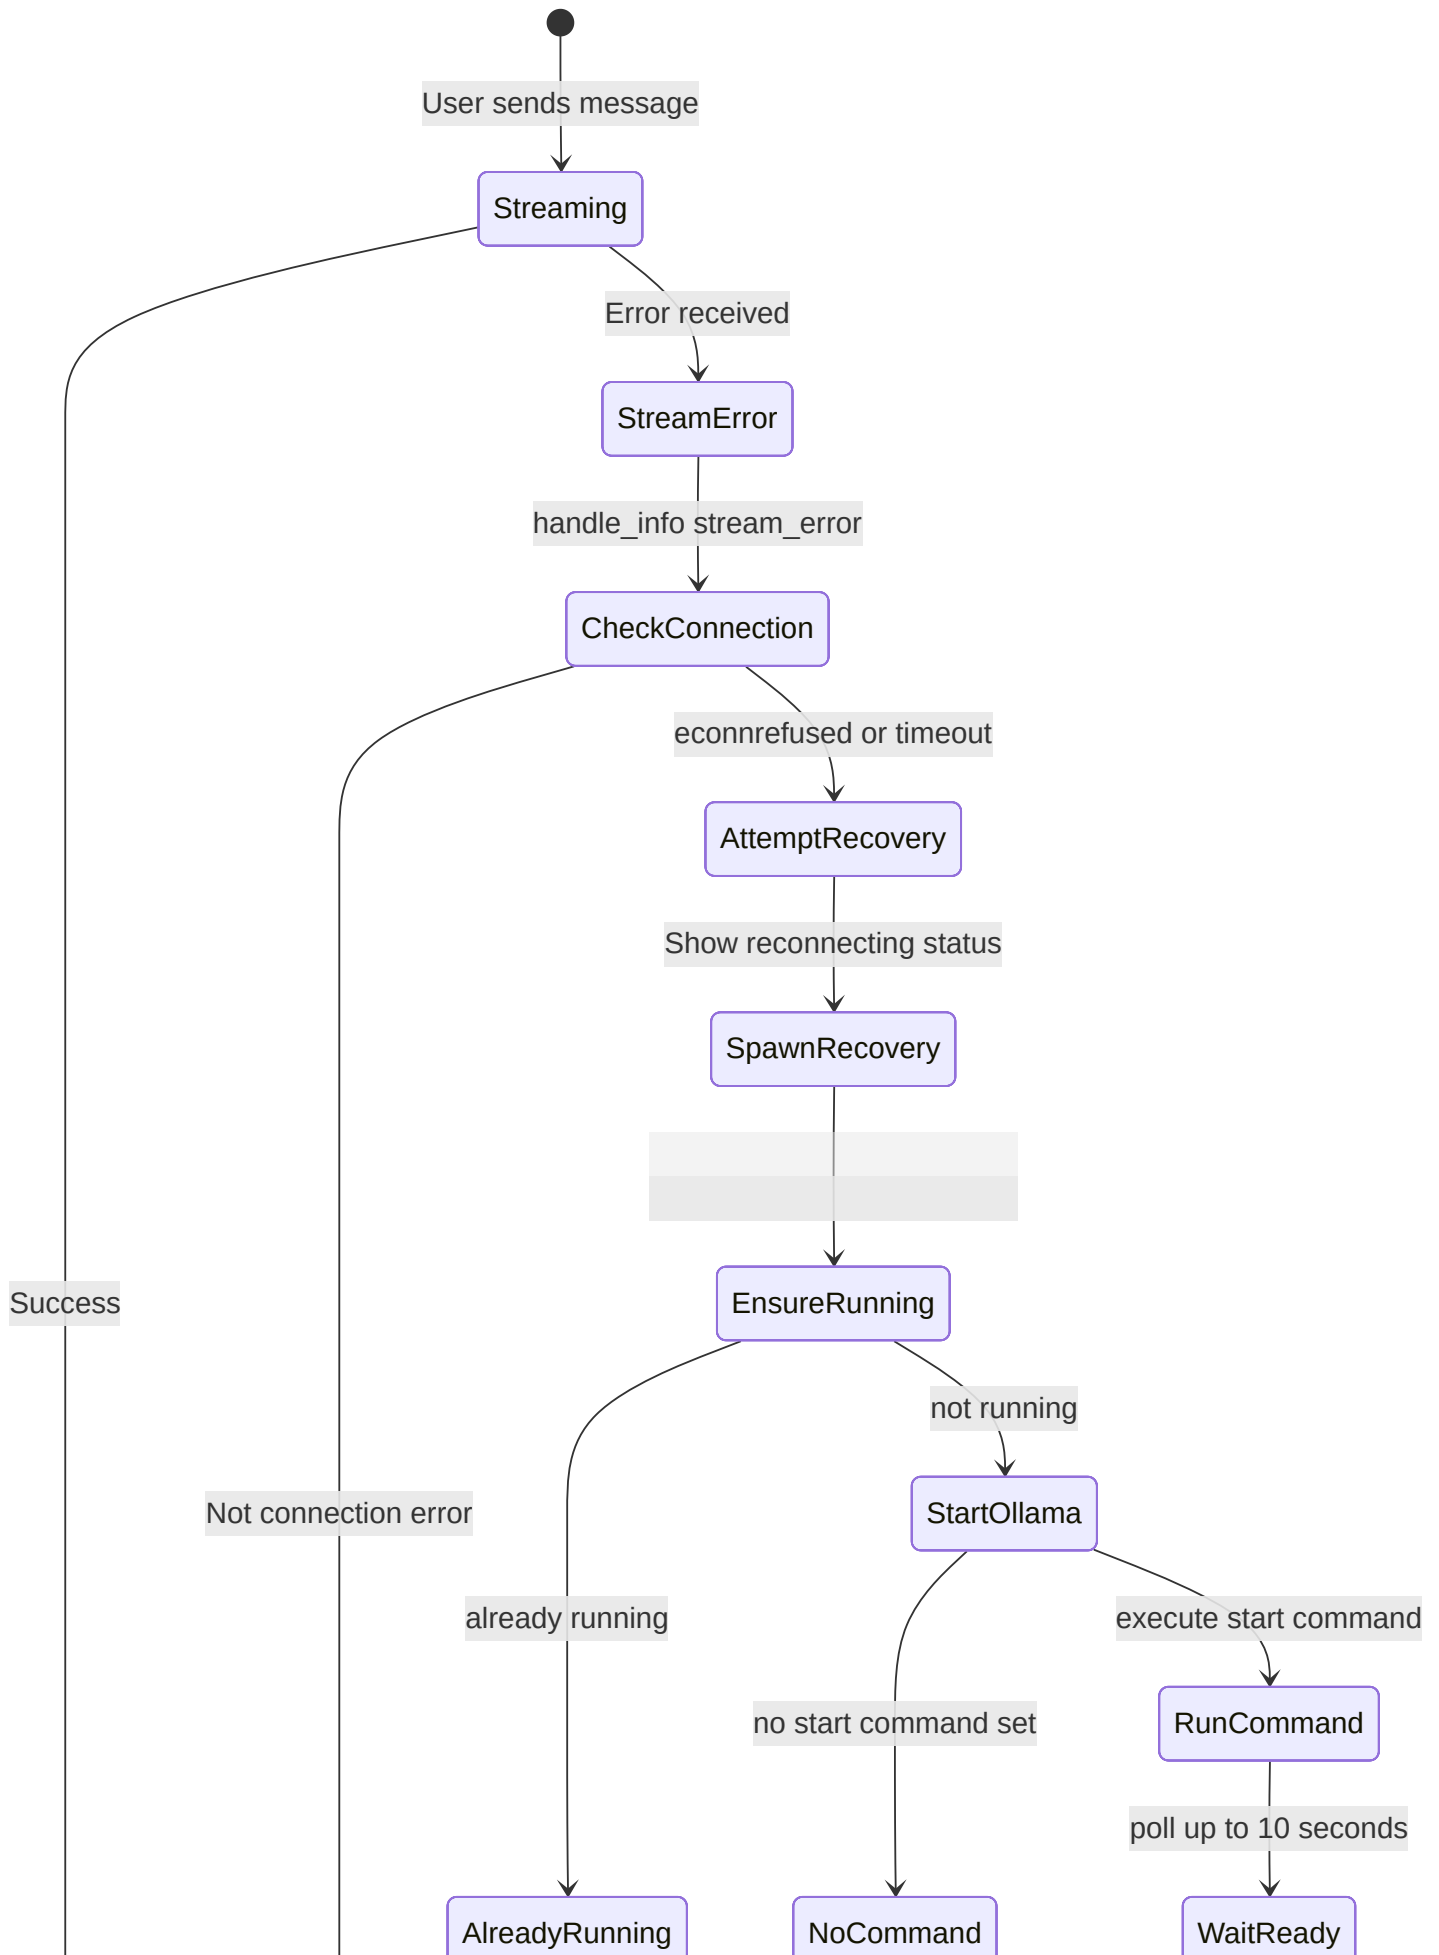 User sends message
Streaming
Error received
StreamError
handle_info stream_error
CheckConnection
econnrefused or timeout
AttemptRecovery
Show reconnecting status
SpawnRecovery
EnsureRunning
Success
not running
StartOllama
Not connection error
already running
execute start command
no start command set
RunCommand
poll up to 10 seconds
AlreadyRunning
NoCommand
WaitReady